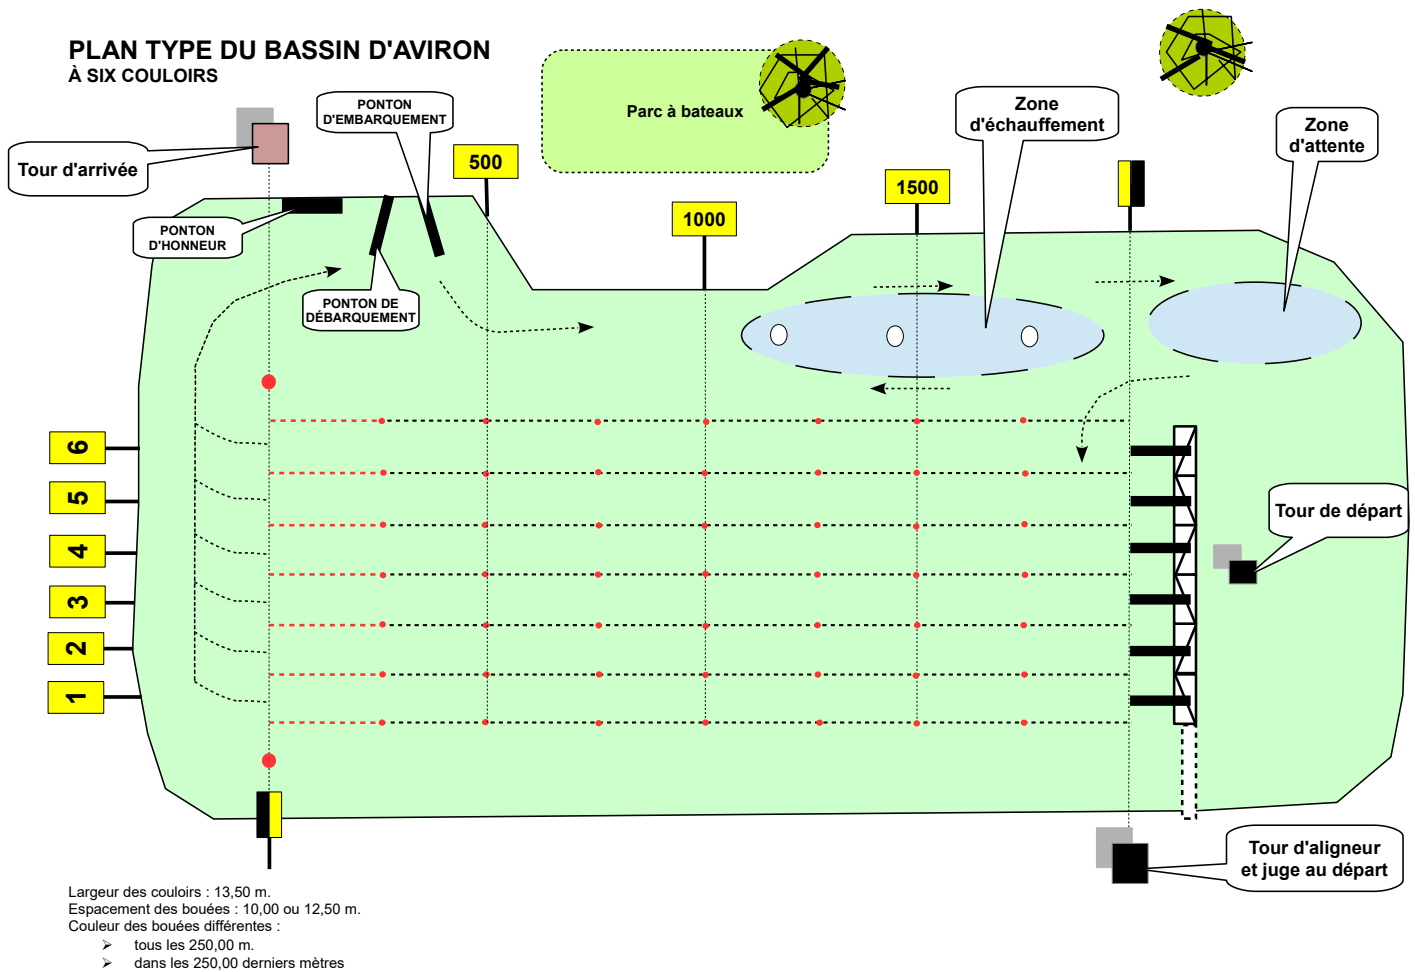 PLAN TYPE DU BASSIN D'AVIRON
À SIX COULOIRS
PONTON
D'EMBARQUEMENT
Parc à bateaux
Zone
d'échauffement
Zone
d'attente
Tour d'arrivée
500
1500
1000
PONTON
D'HONNEUR
PONTON DE
DÉBARQUEMENT
6
5
4
3
2
1
Tour de départ
Tour d'aligneur
et juge au départ
Largeur des couloirs : 13,50 m.
Espacement des bouées : 10,00 ou 12,50 m.
Couleur des bouées différentes :
➢ tous les 250,00 m.
➢ dans les 250,00 derniers mètres